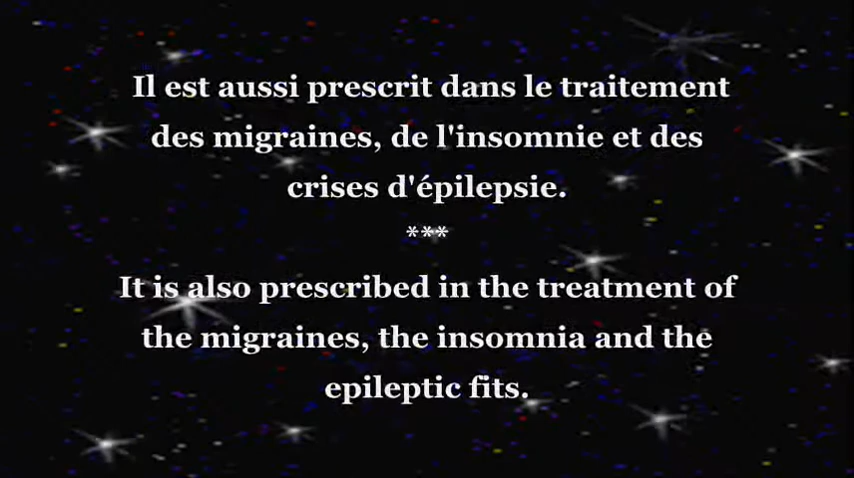 Il est aussi prescrit dans le traitement
des migraines, de l'insomnie et des
crises d'épilepsie.
***
It is also prescribed in the treatment of
the migraines, the insomnia and the
epileptic fits.